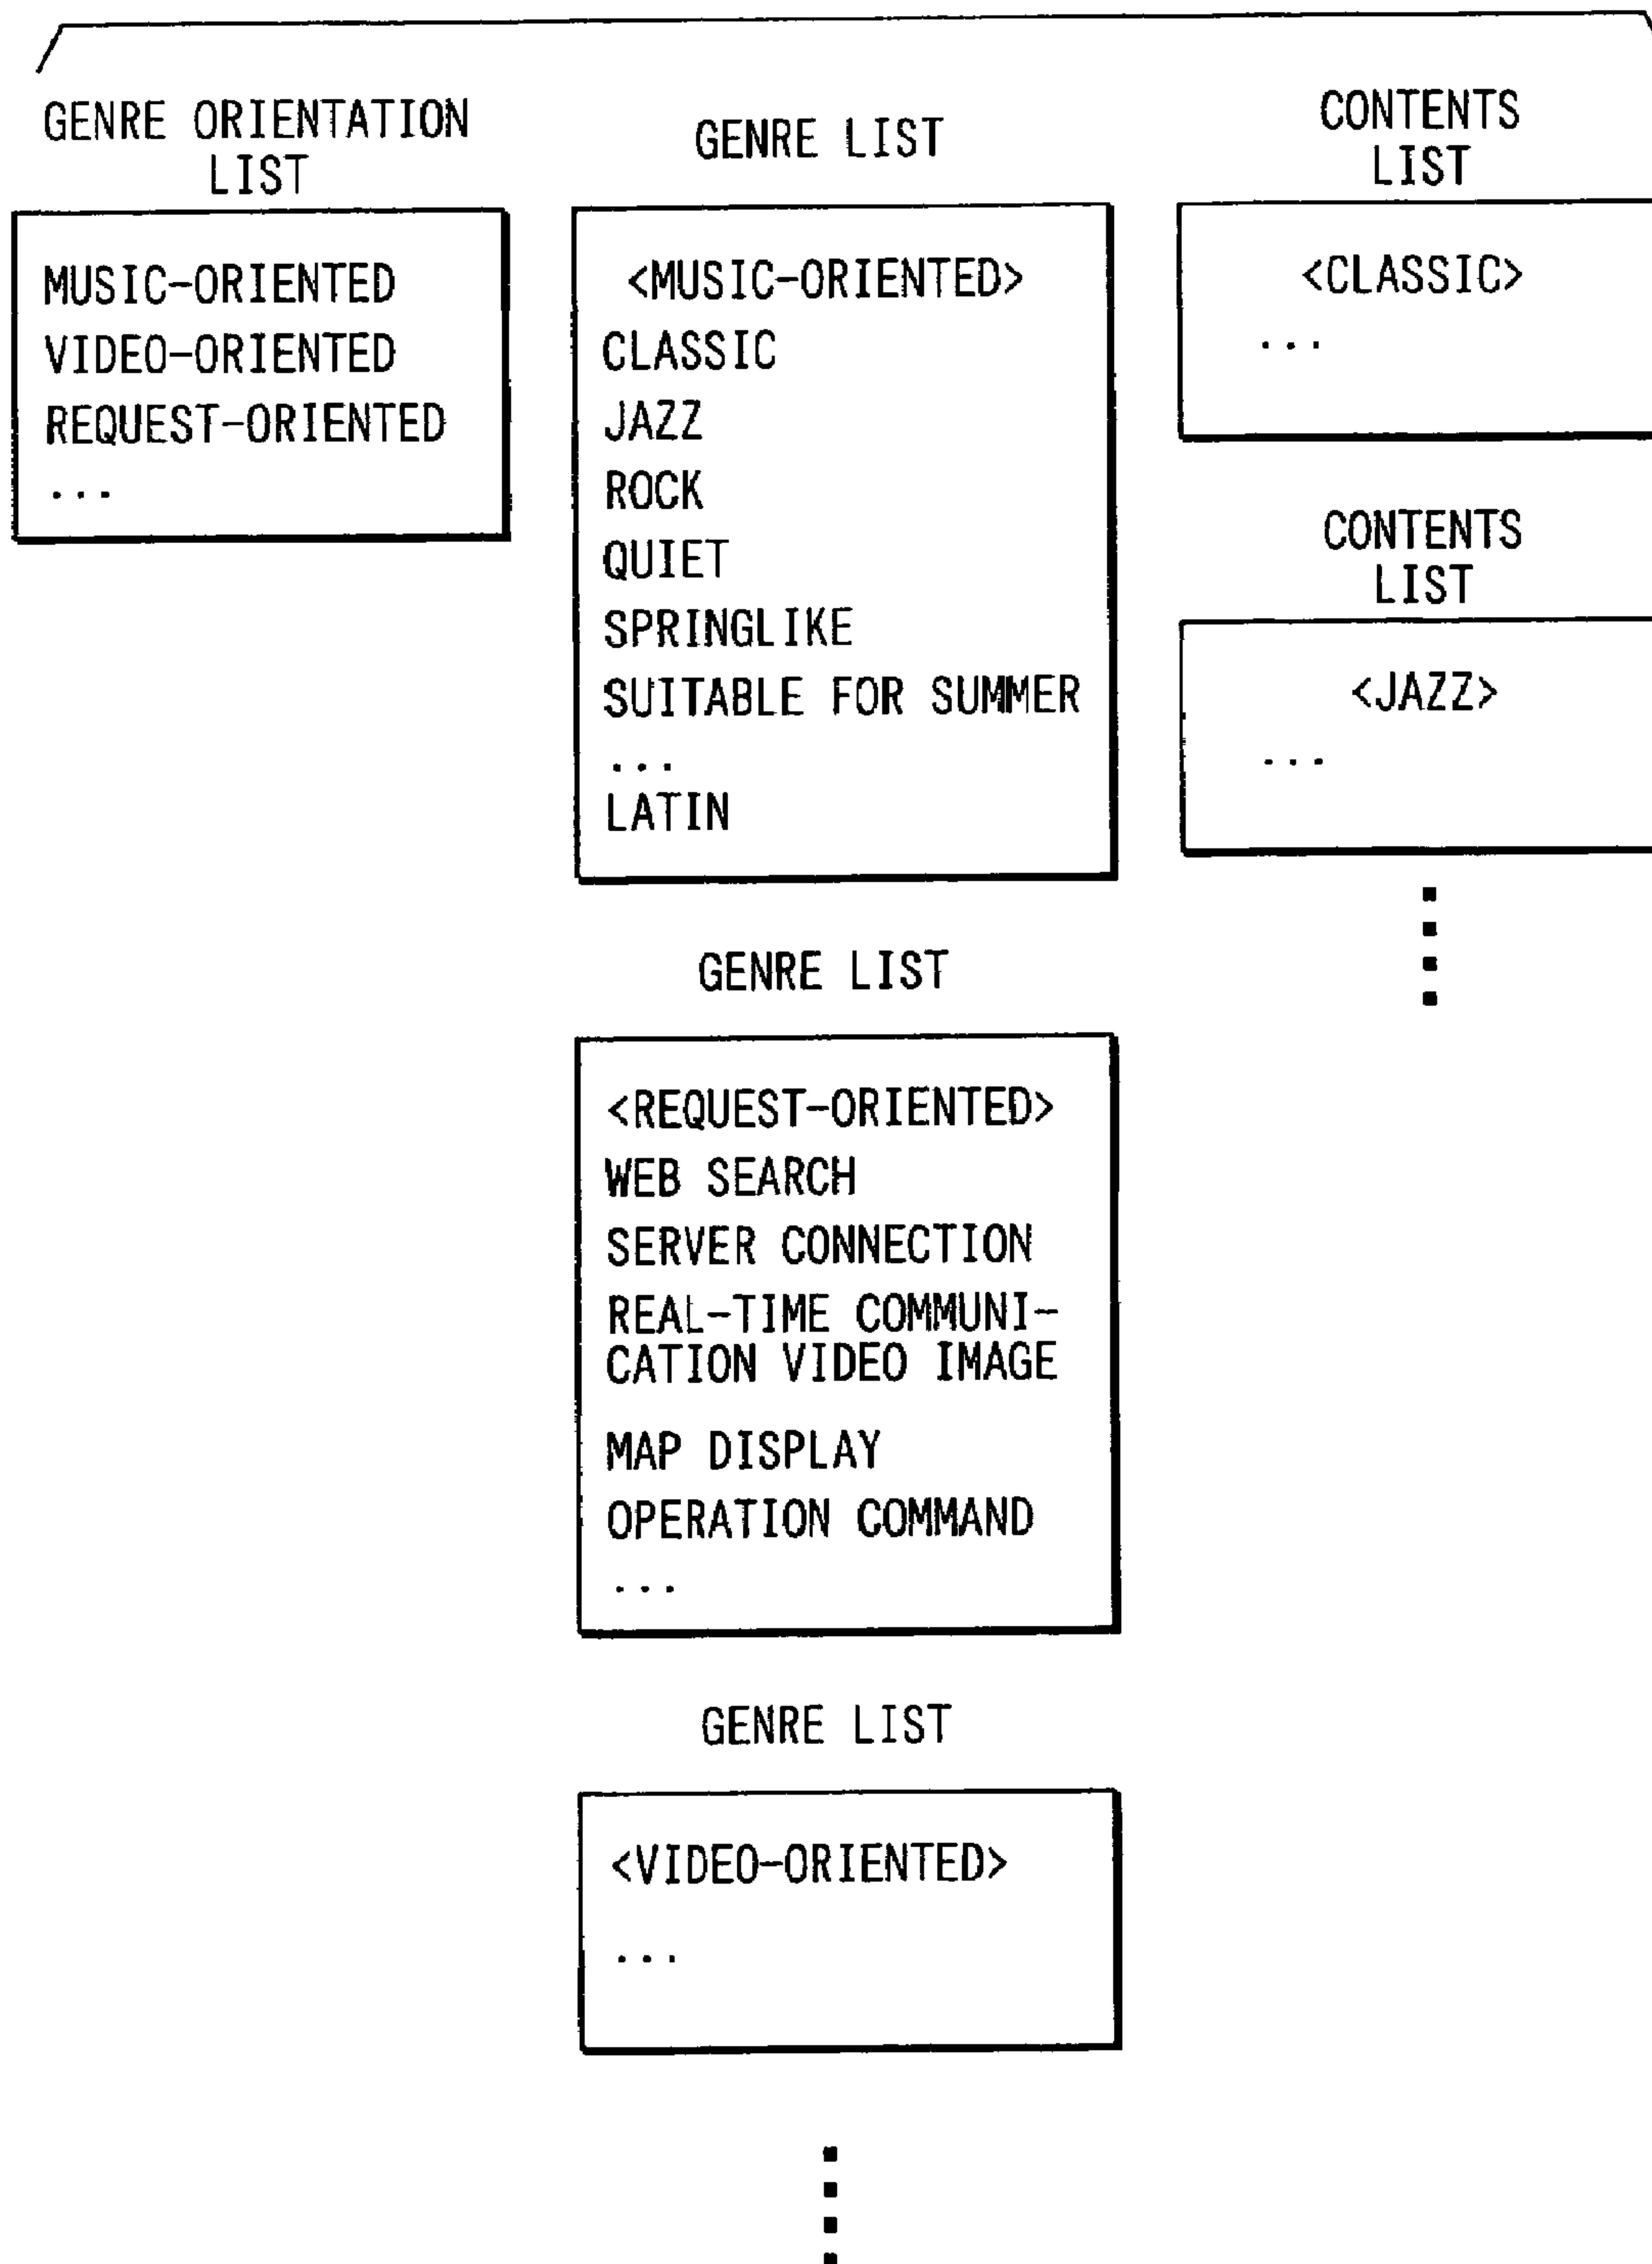 GENRE ORIENTATION
LIST
MUSIC-ORIENTED
VIDEO-ORIENTED
REQUEST-ORIENTED
...
GENRE LIST
<MUSIC-ORIENTED>
CLASSIC
JAZZ
ROCK
QUIET
SPRINGLIKE
SUITABLE FOR SUMMER
...
LATIN
GENRE LIST
<REQUEST-ORIENTED>
WEB SEARCH
SERVER CONNECTION
REAL-TIME COMMUNI-
CATION VIDEO IMAGE
MAP DISPLAY
OPERATION COMMAND
...
GENRE LIST
<VIDEO-ORIENTED>
...
CONTENTS
LIST
<CLASSIC>
...
CONTENTS
LIST
<JAZZ>
...